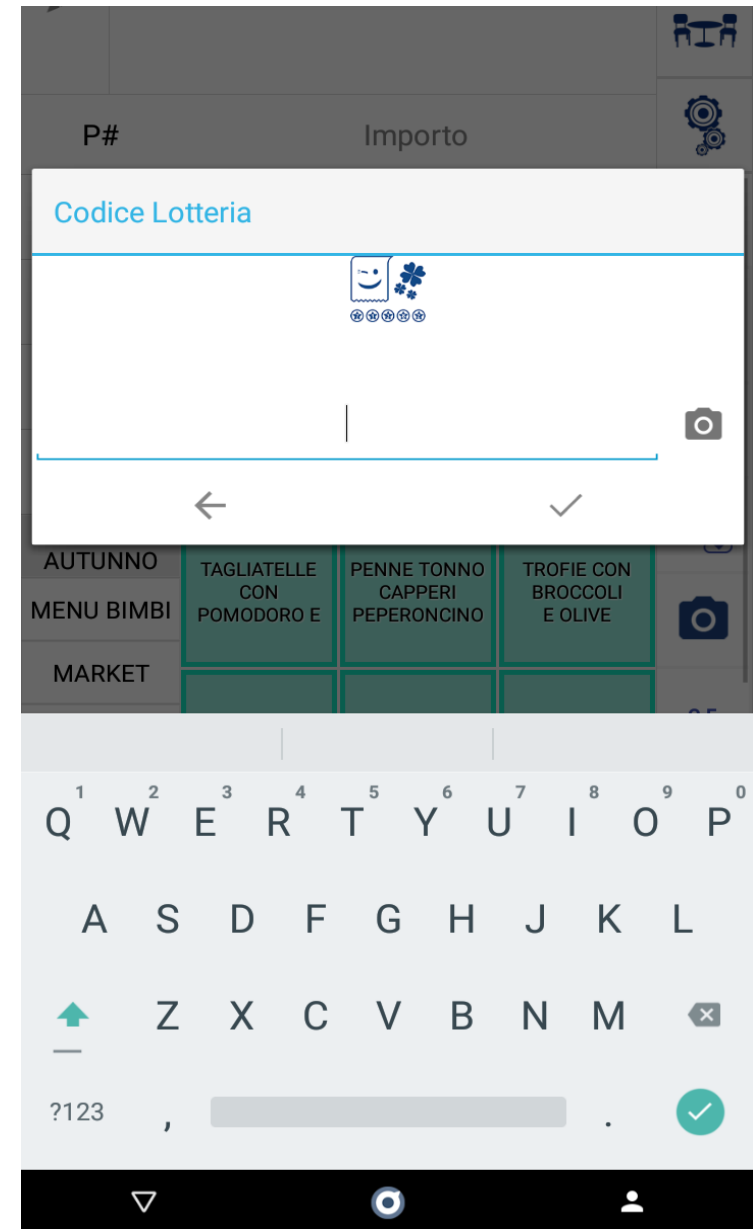 P# Importo
Codice Lotteria
AUTUNNO
MENU BIMBI
MARKET
TAGLIATELLE
CON
POMODORO E
PENNE TONNO
CAPPERI
PEPERONCINO
TROFIE CON
BROCCOLI
E OLIVE
1 2 3 4 5 6 7 8 9 0
Q W E R T Y U I O P
A S D F G H J K L
Z X C V B N M
?123 , .